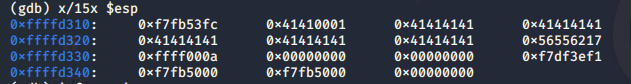 (gdb) x/15x $esp
0xffffd310: 0xf7fb53fc 0x41410001 0x41414141 0x41414141
0xffffd320: 0x41414141 0x41414141 0x41414141 0x56556217
0xffffd330: 0xffff000a 0x00000000 0x00000000 0xf7df3ef1
0xffffd340: 0xf7fb5000 0xf7fb5000 0x00000000